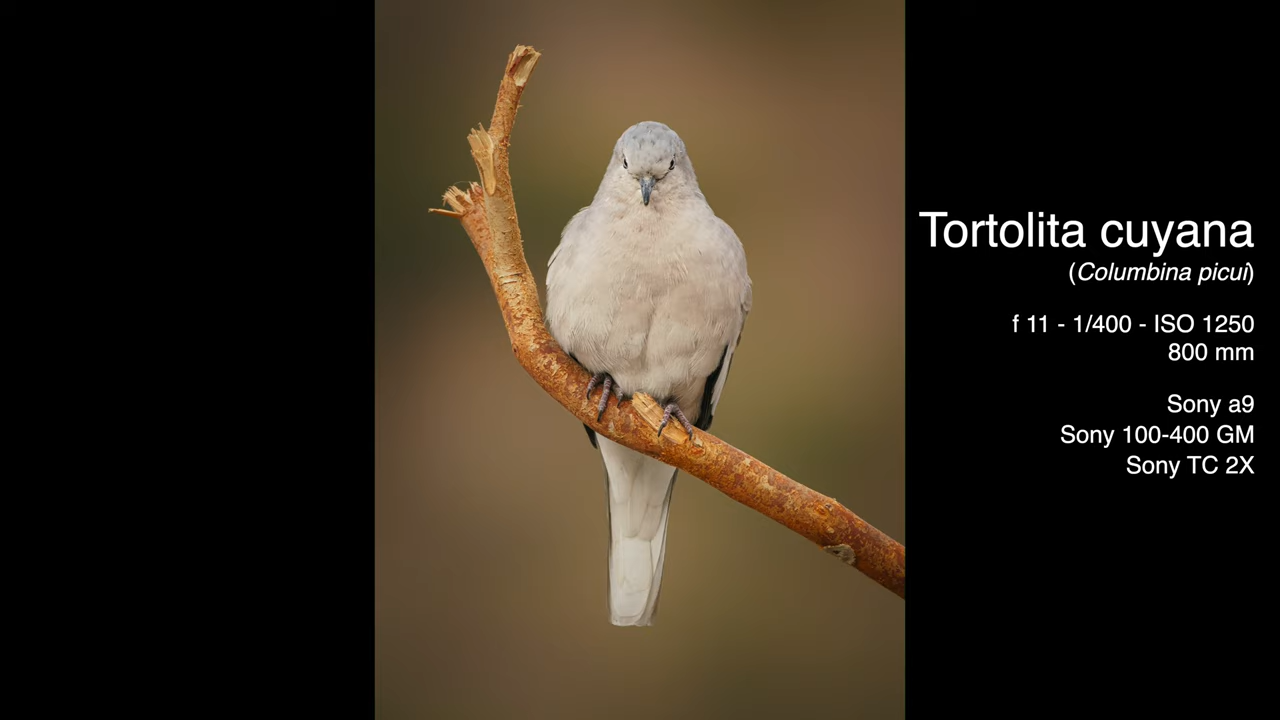 Tortolita cuyana
(Columbina picui)
f 11 - 1/400 - ISO 1250
800 mm
Sony a9
Sony 100-400 GM
Sony TC 2X